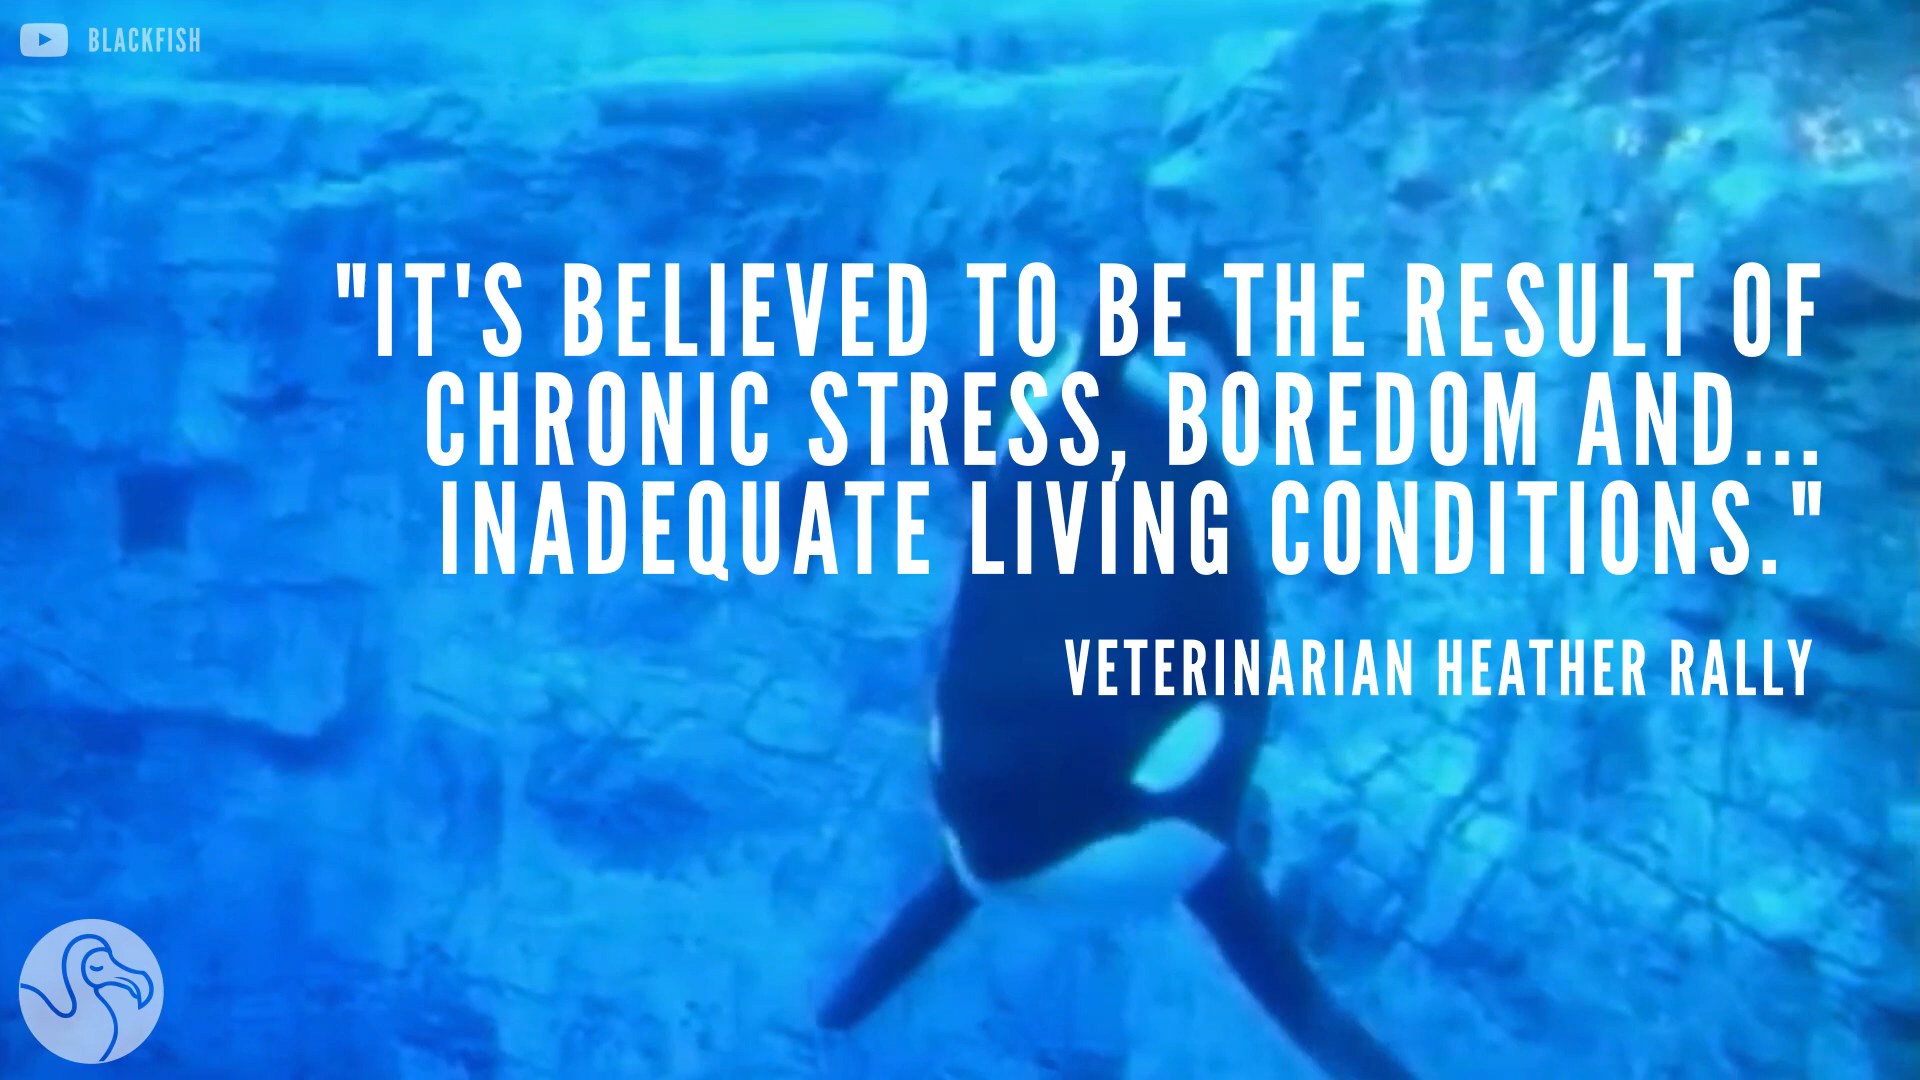 BLACKFISH
"IT'S BELIEVED TO BE THE RESULT OF
CHRONIC STRESS, BOREDOM AND...
INADEQUATE LIVING CONDITIONS."
VETERINARIAN HEATHER RALLY